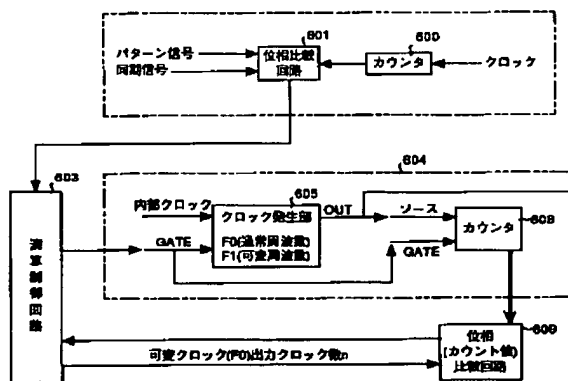 601
パターン信号
同期信号
位相比較
回路
600
カウンタ
クロック
603
604
演算制御回路
内部クロック
605
クロック発生部
F0(通常周波数)
F1(可変周波数)
OUT
ソース
GATE
GATE
カウンタ
608
位相
(カウント値)
比較回路
609
可変クロック(F0)出力クロック数n